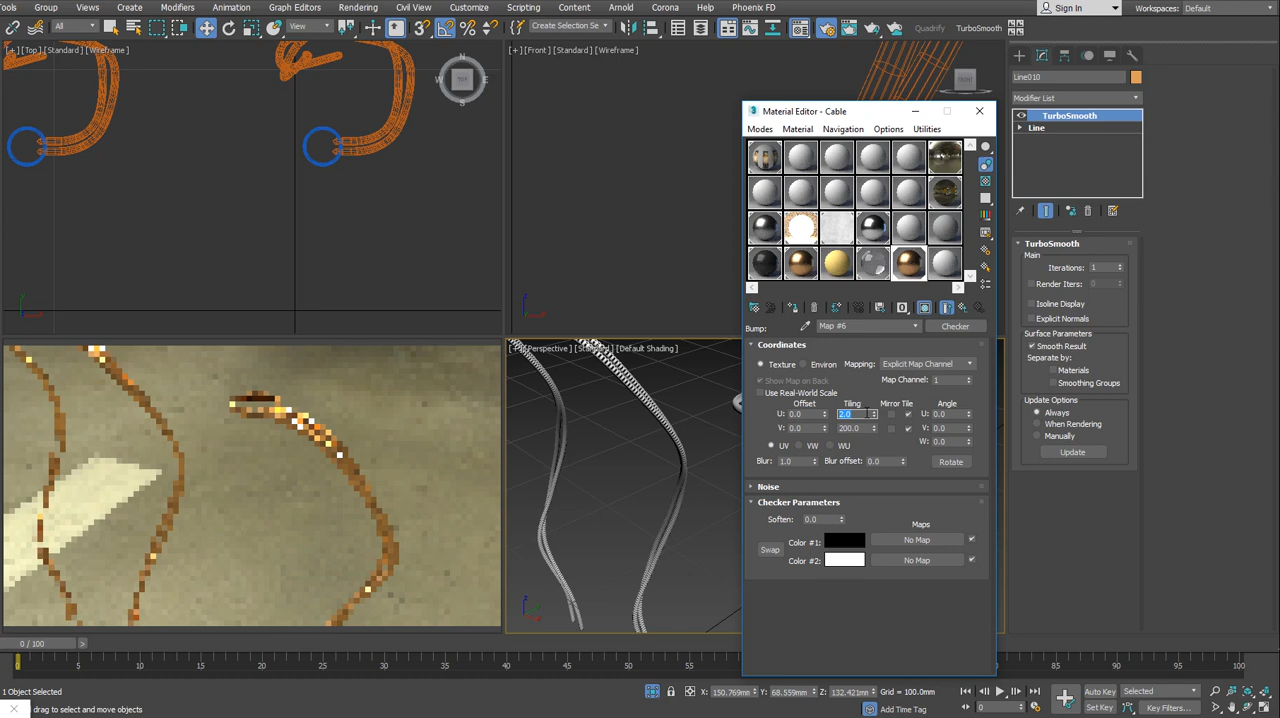 Tools Group Views Create Modifiers Animation Graph Editors Rendering Civil View Customize Scripting Content Arnold Corona Help Phoenix FD Sign In Workspaces: Default
All View Create Selection Se Quadrify TurboSmooth
[+] [Top] [Standard] [Wireframe]
[+] [Front] [Standard] [Wireframe]
N
W TOP E
S
FRONT
Line010
Modifier List
TurboSmooth
Line
Material Editor - Cable
Modes Material Navigation Options Utilities
TurboSmooth
Main
Iterations: 1
Render Iters: 0
Isoline Display
Explicit Normals
Surface Parameters
Smooth Result
Separate by:
Materials
Smoothing Groups
Update Options
Always
When Rendering
Manually
Update
Bump: Map #6 Checker
Coordinates
Texture Environ Mapping: Explicit Map Channel
Show Map on Back Map Channel: 1
Use Real-World Scale
Offset Tiling Mirror Tile Angle
U: 0.0 2.0 U: 0.0
V: 0.0 200.0 V: 0.0
UV VW WU W: 0.0
Blur: 1.0 Blur offset: 0.0 Rotate
Noise
Checker Parameters
Soften: 0.0 Maps
Swap
Color #1: No Map
Color #2: No Map
[Default Shading]
0 / 100 >
0 5 10 15 20 25 30 35 40 45 50 55 60 65 70 75 80 85 90 95 100
1 Object Selected X: 150.769mm Y: 68.559mm Z: 132.421mm Grid = 100.0mm Auto Key Selected
drag to select and move objects Add Time Tag 0 Set Key Key Filters...